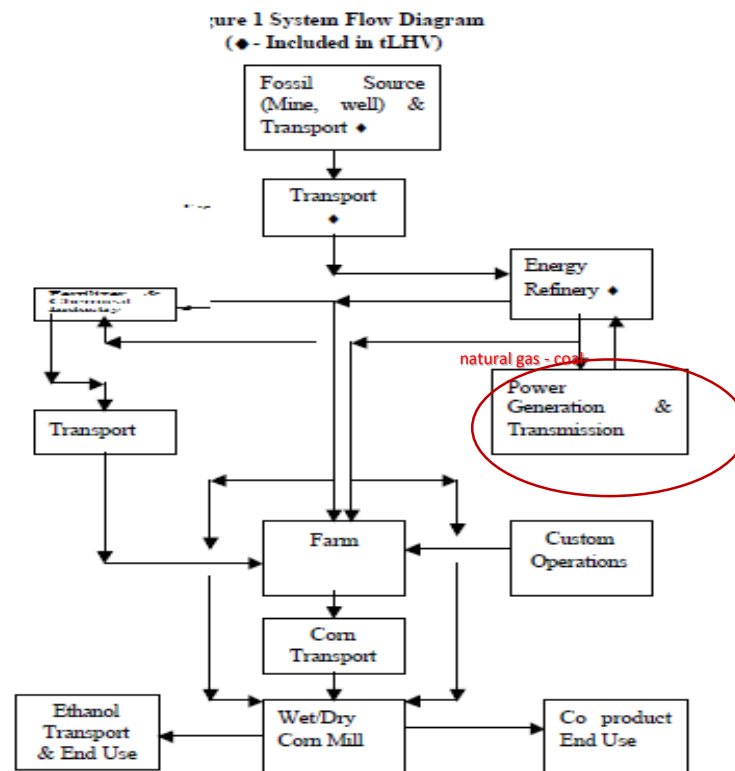 ure 1 System Flow Diagram
(◆ - Included in tLHV)
Fossil Source
(Mine, well) &
Transport ◆
Transport
◆
Energy
Refinery ◆
&
natural gas - coal
Power
Generation &
Transmission
Transport
Farm
Custom
Operations
Corn
Transport
Ethanol
Transport
& End Use
Wet/Dry
Corn Mill
Co product
End Use